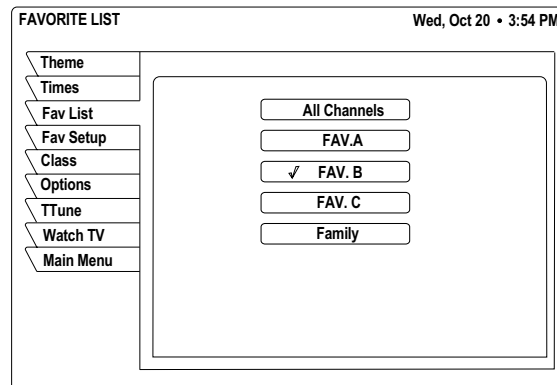 FAVORITE LIST
Wed, Oct 20 • 3:54 PM
Theme
Times
Fav List
Fav Setup
Class
Options
TTune
Watch TV
Main Menu
All Channels
FAV.A
√ FAV. B
FAV. C
Family